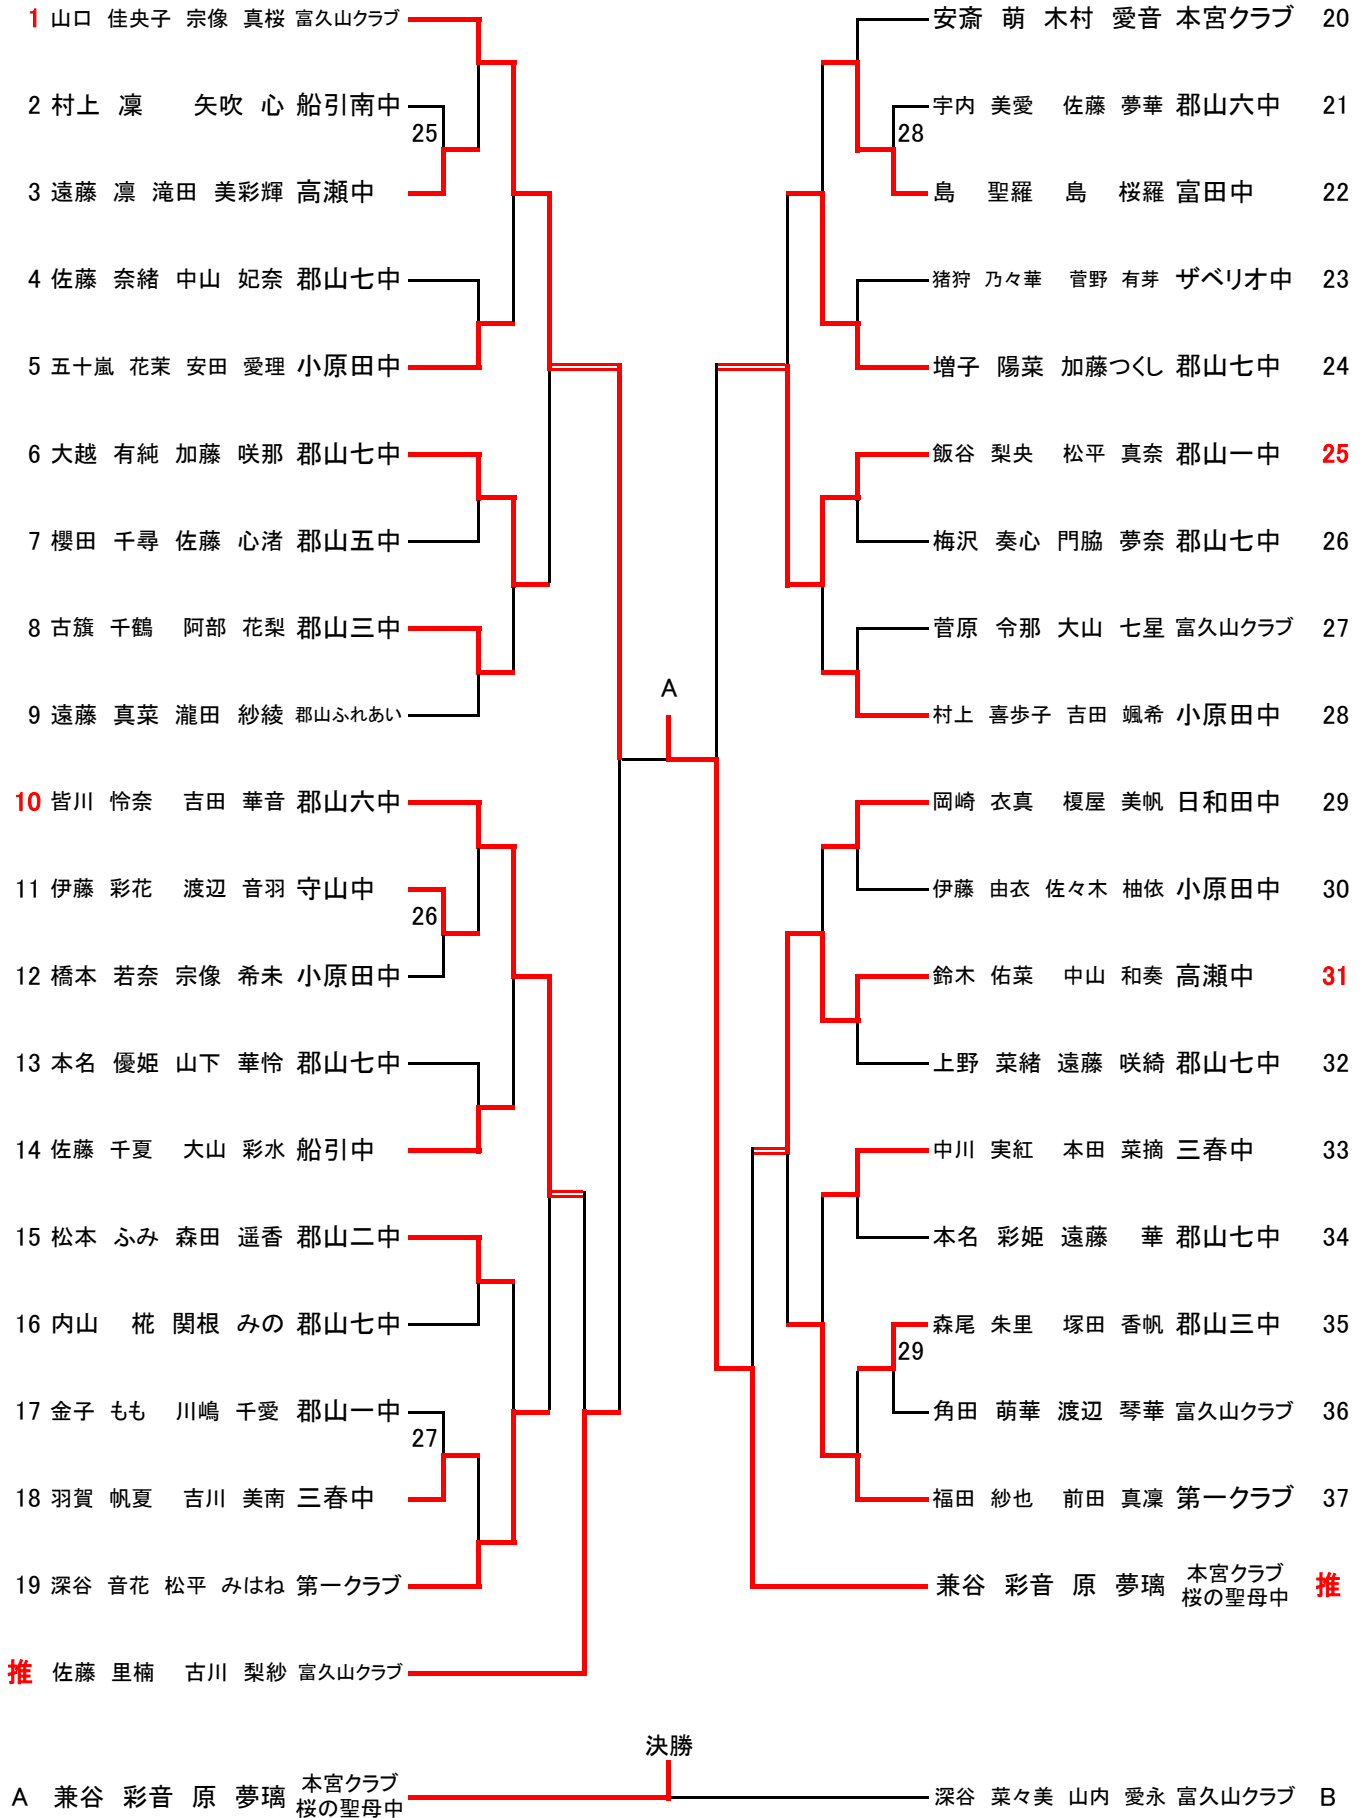 1 山口 佳央子 宗像 真桜 富久山クラブ
2 村上 凜 矢吹 心 船引南中
25
3 遠藤 凛 滝田 美彩輝 高瀬中
4 佐藤 奈緒 中山 妃奈 郡山七中
5 五十嵐 花茉 安田 愛理 小原田中
6 大越 有純 加藤 咲那 郡山七中
7 櫻田 千尋 佐藤 心渚 郡山五中
8 古籏 千鶴 阿部 花梨 郡山三中
9 遠藤 真菜 瀧田 紗綾 郡山ふれあい
10 皆川 怜奈 吉田 華音 郡山六中
11 伊藤 彩花 渡辺 音羽 守山中
26
12 橋本 若奈 宗像 希未 小原田中
13 本名 優姫 山下 華怜 郡山七中
14 佐藤 千夏 大山 彩水 船引中
15 松本 ふみ 森田 遥香 郡山二中
16 内山 椛 関根 みの 郡山七中
17 金子 もも 川嶋 千愛 郡山一中
27
18 羽賀 帆夏 吉川 美南 三春中
19 深谷 音花 松平 みはね 第一クラブ
推 佐藤 里楠 古川 梨紗 富久山クラブ
A
安斎 萌 木村 愛音 本宮クラブ 20
宇内 美愛 佐藤 夢華 郡山六中 21
28
島 聖羅 島 桜羅 富田中 22
猪狩 乃々華 菅野 有芽 ザベリオ中 23
増子 陽菜 加藤つくし 郡山七中 24
飯谷 梨央 松平 真奈 郡山一中 25
梅沢 奏心 門脇 夢奈 郡山七中 26
菅原 令那 大山 七星 富久山クラブ 27
村上 喜歩子 吉田 颯希 小原田中 28
岡崎 衣真 榎屋 美帆 日和田中 29
伊藤 由衣 佐々木 柚依 小原田中 30
鈴木 佑菜 中山 和奏 高瀬中 31
上野 菜緒 遠藤 咲綺 郡山七中 32
中川 実紅 本田 菜摘 三春中 33
本名 彩姫 遠藤 華 郡山七中 34
森尾 朱里 塚田 香帆 郡山三中 35
29
角田 萌華 渡辺 琴華 富久山クラブ 36
福田 紗也 前田 真凜 第一クラブ 37
兼谷 彩音 原 夢璃 本宮クラブ 桜の聖母中 推
決勝
A 兼谷 彩音 原 夢璃 本宮クラブ 桜の聖母中
深谷 菜々美 山内 愛永 富久山クラブ B